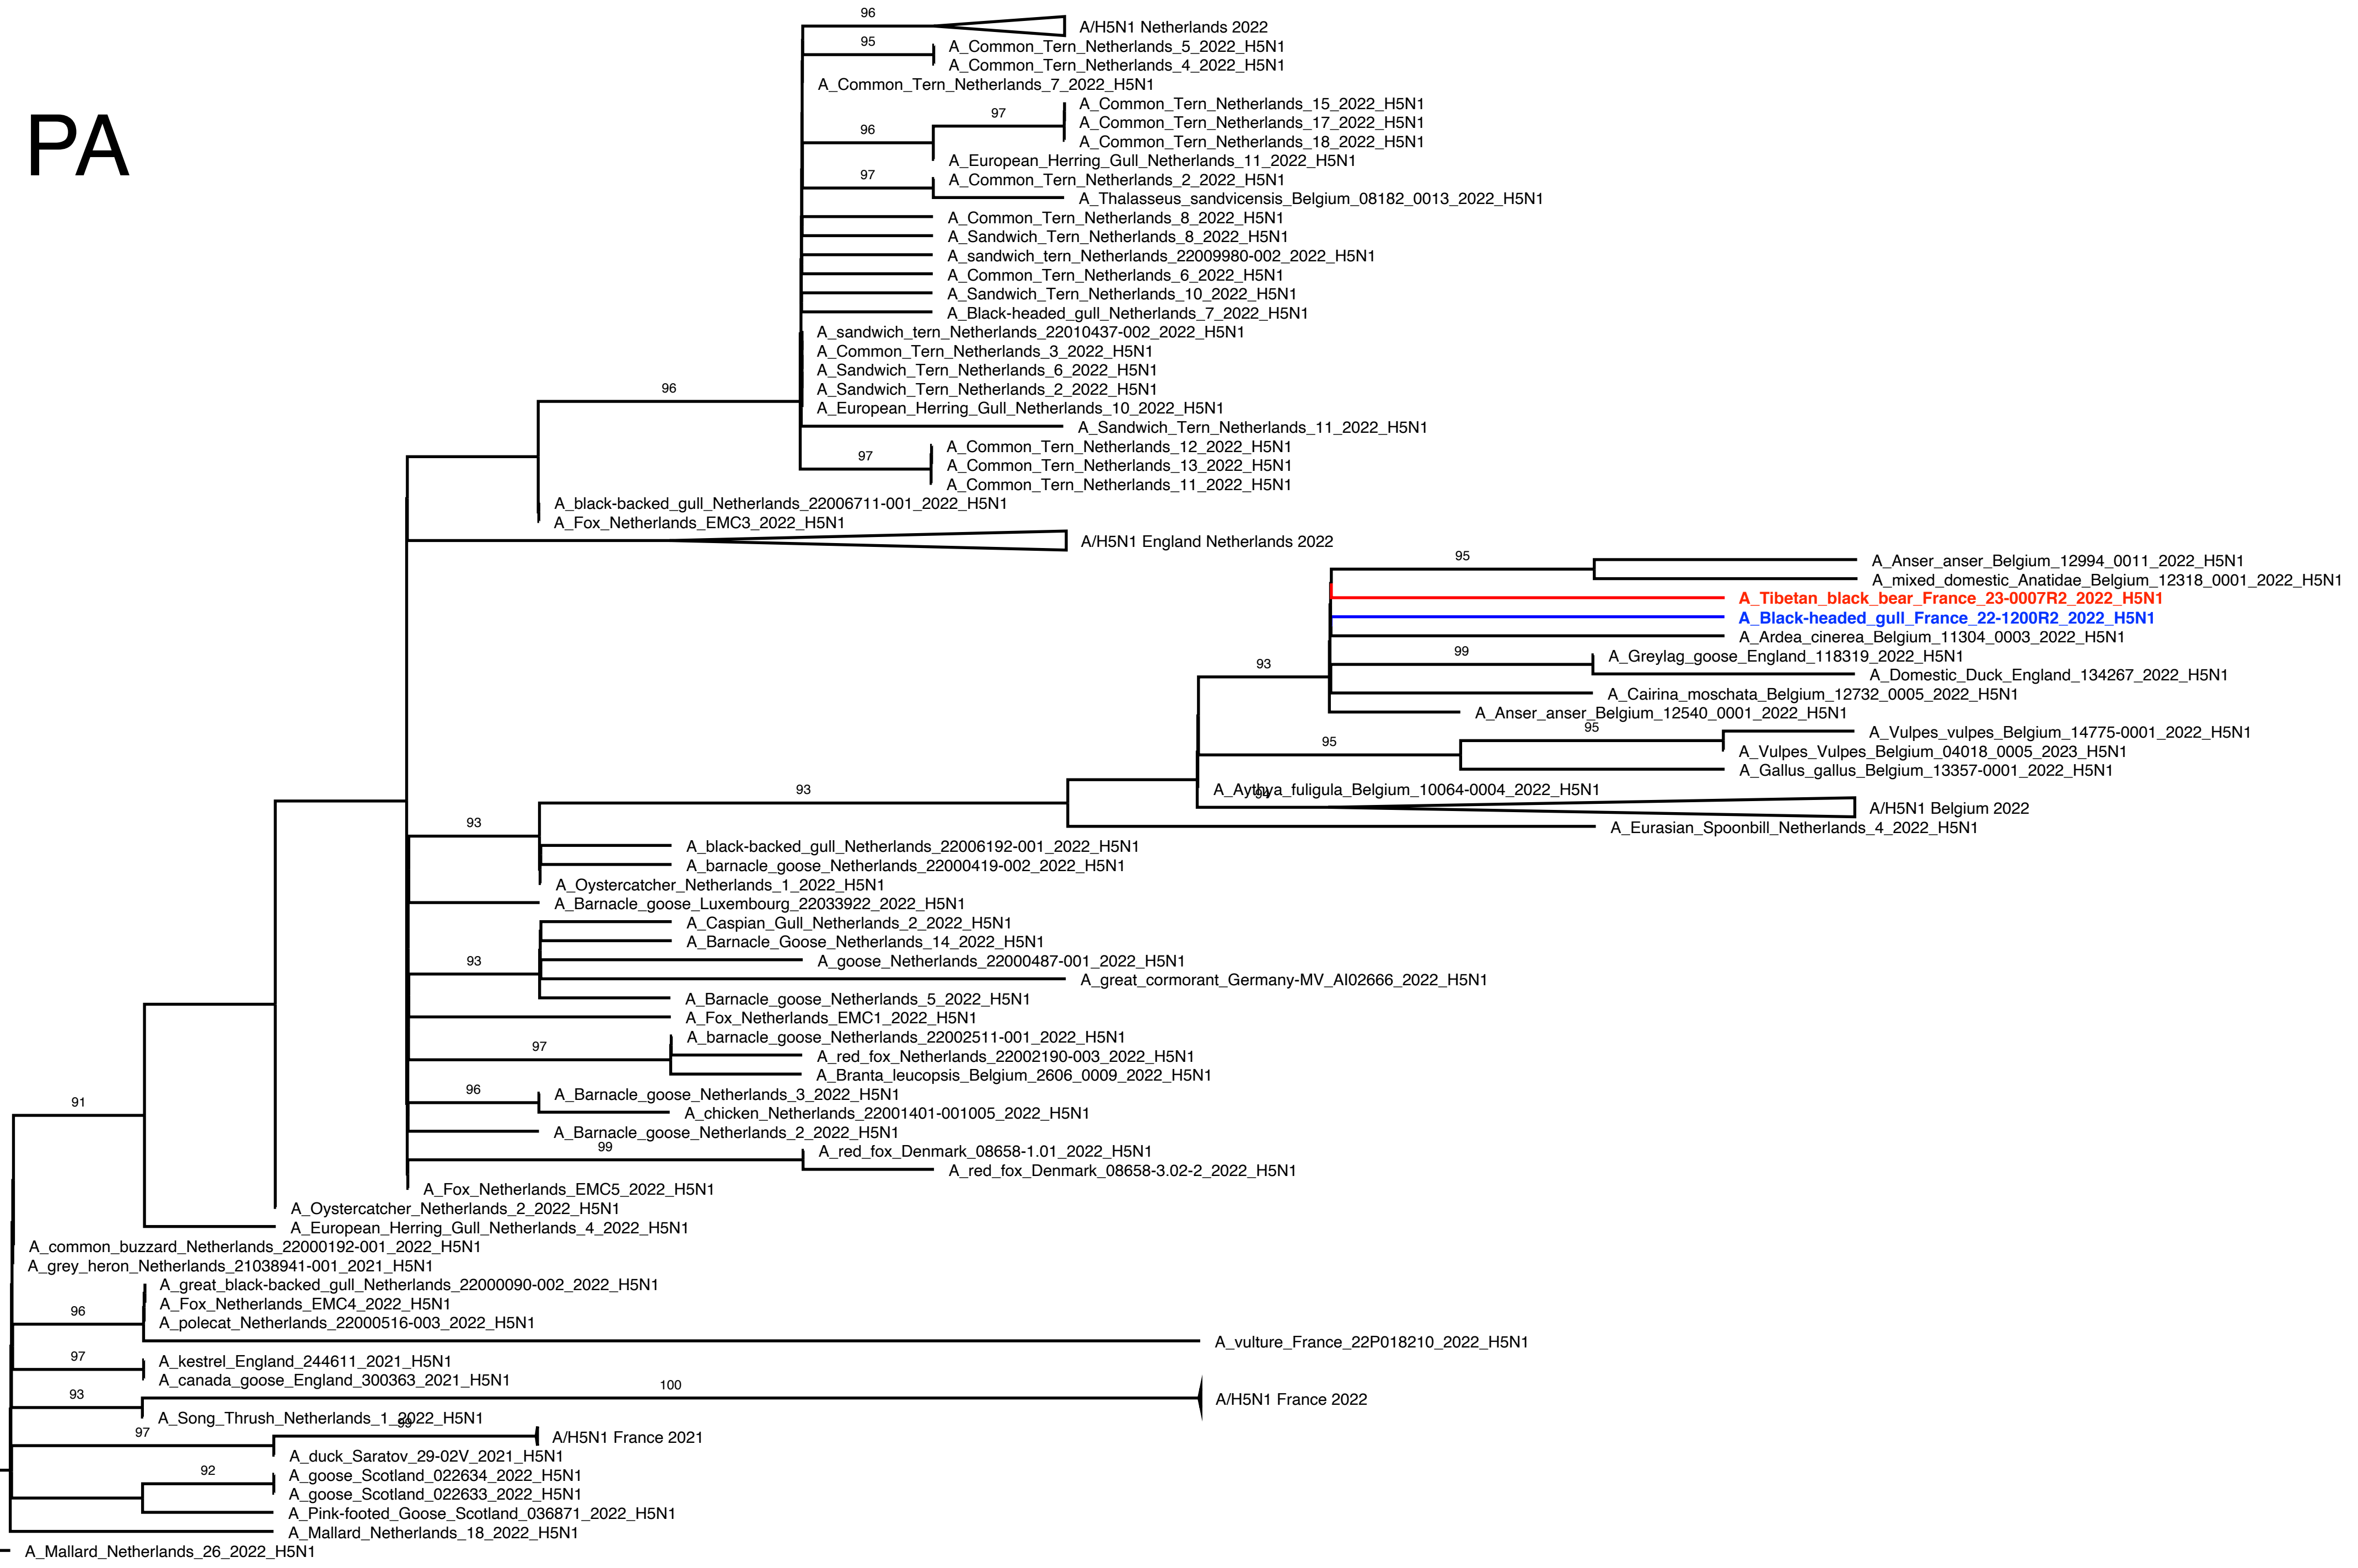 96
A/H5N1 Netherlands 2022
95
A_Common_Tern_Netherlands_5_2022_H5N1
A_Common_Tern_Netherlands_4_2022_H5N1
A_Common_Tern_Netherlands_7_2022_H5N1
PA
A_Common_Tern_Netherlands_15_2022_H5N1
97
A_Common_Tern_Netherlands_17_2022_H5N1
96
A_Common_Tern_Netherlands_18_2022_H5N1
A_European_Herring_Gull_Netherlands_11_2022_H5N1
97
A_Common_Tern_Netherlands_2_2022_H5N1
A_Thalasseus_sandvicensis_Belgium_08182_0013_2022_H5N1
A_Common_Tern_Netherlands_8_2022_H5N1
A_Sandwich_Tern_Netherlands_8_2022_H5N1
A_sandwich_tern_Netherlands_22009980-002_2022_H5N1
A_Common_Tern_Netherlands_6_2022_H5N1
A_Sandwich_Tern_Netherlands_10_2022_H5N1
A_Black-headed_gull_Netherlands_7_2022_H5N1
A_sandwich_tern_Netherlands_22010437-002_2022_H5N1
A_Common_Tern_Netherlands_3_2022_H5N1
A_Sandwich_Tern_Netherlands_6_2022_H5N1
96
A_Sandwich_Tern_Netherlands_2_2022_H5N1
A_European_Herring_Gull_Netherlands_10_2022_H5N1
A_Sandwich_Tern_Netherlands_11_2022_H5N1
A_Common_Tern_Netherlands_12_2022_H5N1
97
A_Common_Tern_Netherlands_13_2022_H5N1
A_Common_Tern_Netherlands_11_2022_H5N1
A_black-backed_gull_Netherlands_22006711-001_2022_H5N1
A_Fox_Netherlands_EMC3_2022_H5N1
A/H5N1 England Netherlands 2022
95
A_Anser_anser_Belgium_12994_0011_2022_H5N1
A_mixed_domestic_Anatidae_Belgium_12318_0001_2022_H5N1
A_Tibetan_black_bear_France_23-0007R2_2022_H5N1
A_Black-headed_gull_France_22-1200R2_2022_H5N1
A_Ardea_cinerea_Belgium_11304_0003_2022_H5N1
99
A_Greylag_goose_England_118319_2022_H5N1
93
A_Domestic_Duck_England_134267_2022_H5N1
A_Cairina_moschata_Belgium_12732_0005_2022_H5N1
A_Anser_anser_Belgium_12540_0001_2022_H5N1
95
A_Vulpes_vulpes_Belgium_14775-0001_2022_H5N1
95
A_Vulpes_Vulpes_Belgium_04018_0005_2023_H5N1
A_Gallus_gallus_Belgium_13357-0001_2022_H5N1
93
A_Aythya_fuligula_Belgium_10064-0004_2022_H5N1
94
A/H5N1 Belgium 2022
93
A_Eurasian_Spoonbill_Netherlands_4_2022_H5N1
A_black-backed_gull_Netherlands_22006192-001_2022_H5N1
A_barnacle_goose_Netherlands_22000419-002_2022_H5N1
A_Oystercatcher_Netherlands_1_2022_H5N1
A_Barnacle_goose_Luxembourg_22033922_2022_H5N1
A_Caspian_Gull_Netherlands_2_2022_H5N1
A_Barnacle_Goose_Netherlands_14_2022_H5N1
93
A_goose_Netherlands_22000487-001_2022_H5N1
A_great_cormorant_Germany-MV_AI02666_2022_H5N1
A_Barnacle_goose_Netherlands_5_2022_H5N1
A_Fox_Netherlands_EMC1_2022_H5N1
A_barnacle_goose_Netherlands_22002511-001_2022_H5N1
97
A_red_fox_Netherlands_22002190-003_2022_H5N1
A_Branta_leucopsis_Belgium_2606_0009_2022_H5N1
96
A_Barnacle_goose_Netherlands_3_2022_H5N1
91
A_chicken_Netherlands_22001401-001005_2022_H5N1
A_Barnacle_goose_Netherlands_2_2022_H5N1
99
A_red_fox_Denmark_08658-1.01_2022_H5N1
A_red_fox_Denmark_08658-3.02-2_2022_H5N1
A_Fox_Netherlands_EMC5_2022_H5N1
A_Oystercatcher_Netherlands_2_2022_H5N1
A_European_Herring_Gull_Netherlands_4_2022_H5N1
A_common_buzzard_Netherlands_22000192-001_2022_H5N1
A_grey_heron_Netherlands_21038941-001_2021_H5N1
A_great_black-backed_gull_Netherlands_22000090-002_2022_H5N1
A_Fox_Netherlands_EMC4_2022_H5N1
96
A_polecat_Netherlands_22000516-003_2022_H5N1
A_vulture_France_22P018210_2022_H5N1
97
A_kestrel_England_244611_2021_H5N1
A_canada_goose_England_300363_2021_H5N1
93
100
A/H5N1 France 2022
A_Song_Thrush_Netherlands_1_2022_H5N1
99
97
A/H5N1 France 2021
A_duck_Saratov_29-02V_2021_H5N1
92
A_goose_Scotland_022634_2022_H5N1
A_goose_Scotland_022633_2022_H5N1
A_Pink-footed_Goose_Scotland_036871_2022_H5N1
A_Mallard_Netherlands_18_2022_H5N1
A_Mallard_Netherlands_26_2022_H5N1